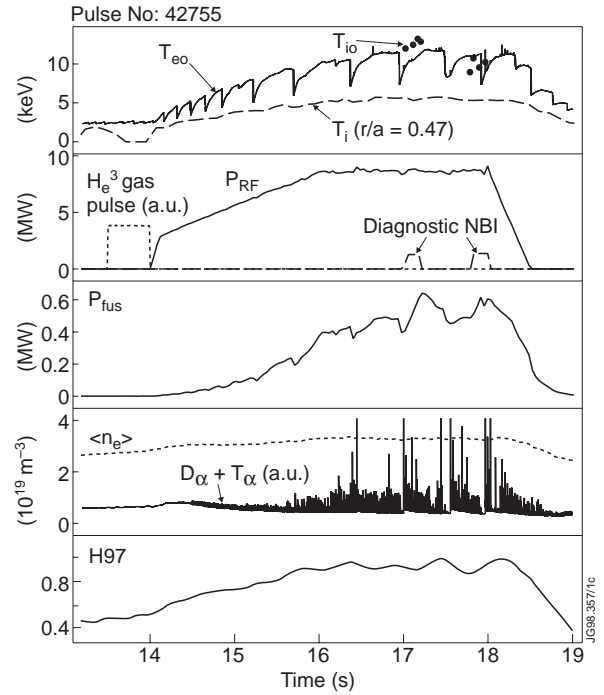 Pulse No: 42755
10
5
0
(keV)
Teo
Tio
Ti (r/a = 0.47)
10
5
0
(MW)
He3 gas
pulse (a.u.)
PRF
Diagnostic NBI
0.6
0.4
0.2
0
(MW)
Pfus
4
2
0
(10^19 m^−3)
<ne>
Dα + Tα (a.u.)
0.8
0.4
H97
14
15
16
17
18
19
Time (s)
JG98.357/1c